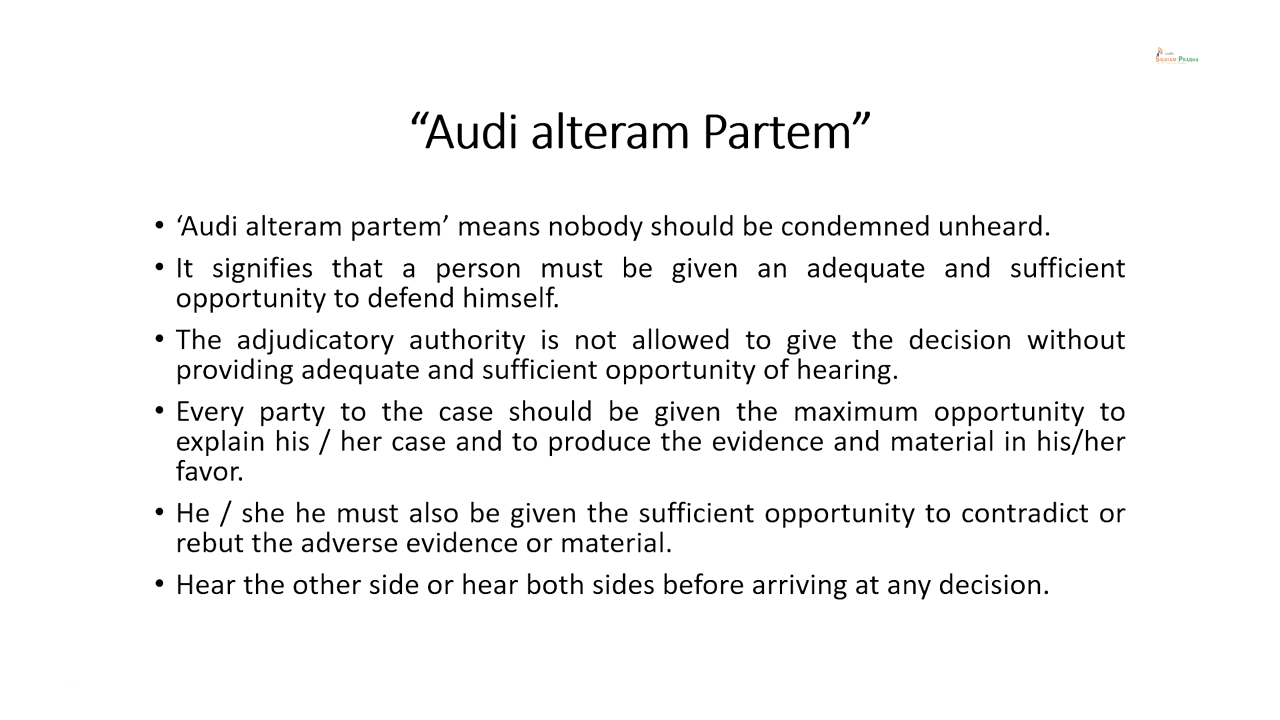 SWAYAM PRABHA
“Audi alteram Partem”
• ‘Audi alteram partem’ means nobody should be condemned unheard.
• It signifies that a person must be given an adequate and sufficient
opportunity to defend himself.
• The adjudicatory authority is not allowed to give the decision without
providing adequate and sufficient opportunity of hearing.
• Every party to the case should be given the maximum opportunity to
explain his / her case and to produce the evidence and material in his/her
favor.
• He / she he must also be given the sufficient opportunity to contradict or
rebut the adverse evidence or material.
• Hear the other side or hear both sides before arriving at any decision.